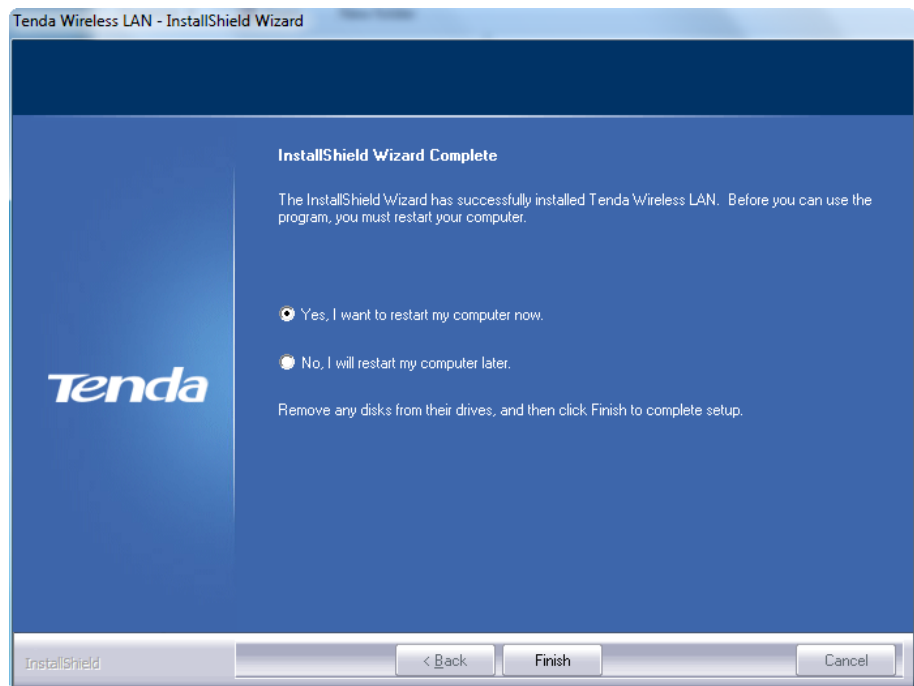 Tenda Wireless LAN - InstallShield Wizard
InstallShield Wizard Complete
The InstallShield Wizard has successfully installed Tenda Wireless LAN. Before you can use the
program, you must restart your computer.
Yes, I want to restart my computer now.
No, I will restart my computer later.
Tenda
Remove any disks from their drives, and then click Finish to complete setup.
InstallShield
< Back
Finish
Cancel